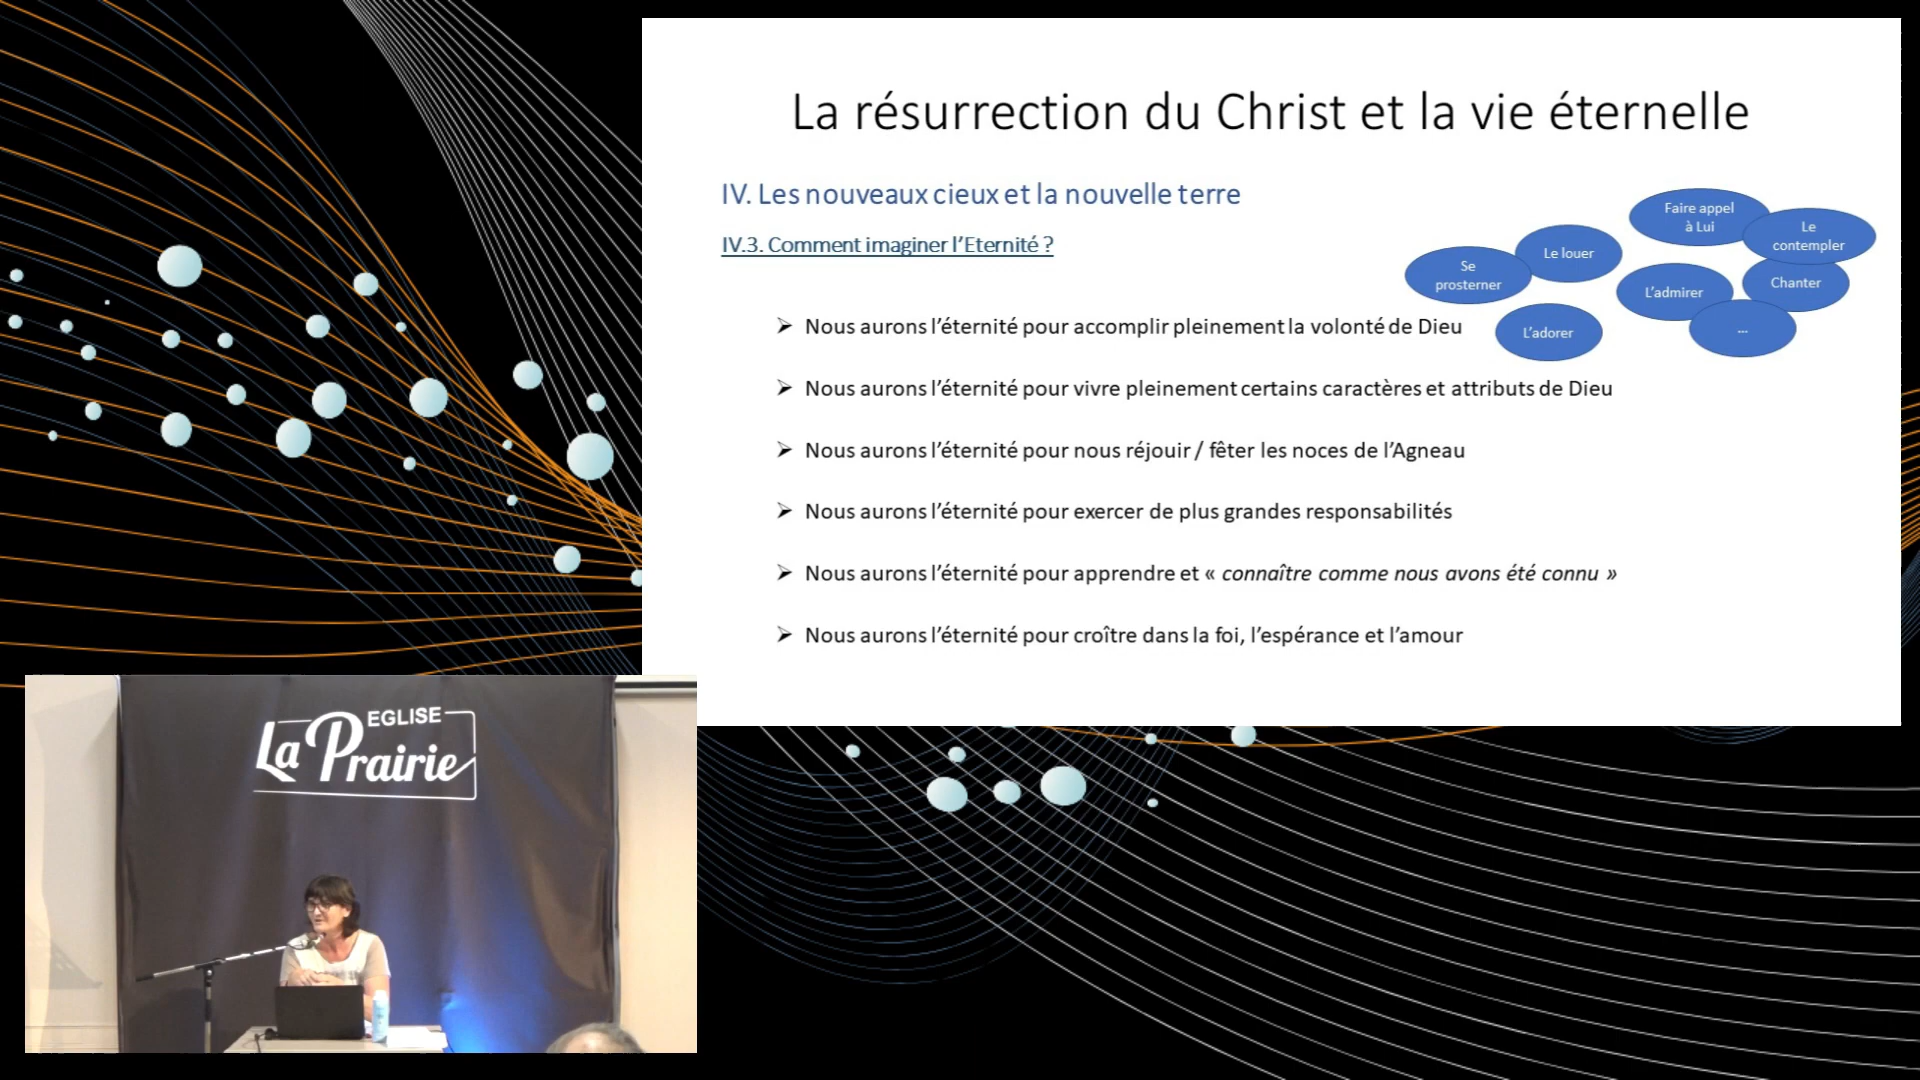 La résurrection du Christ et la vie éternelle
IV. Les nouveaux cieux et la nouvelle terre
IV.3. Comment imaginer l’Eternité ?
Faire appel
à Lui
Le
contempler
Le louer
Se
prosterner
L’admirer
Chanter
L’adorer
...
Nous aurons l’éternité pour accomplir pleinement la volonté de Dieu
Nous aurons l’éternité pour vivre pleinement certains caractères et attributs de Dieu
Nous aurons l’éternité pour nous réjouir / fêter les noces de l’Agneau
Nous aurons l’éternité pour exercer de plus grandes responsabilités
Nous aurons l’éternité pour apprendre et « connaître comme nous avons été connu »
Nous aurons l’éternité pour croître dans la foi, l’espérance et l’amour
EGLISE
La Prairie